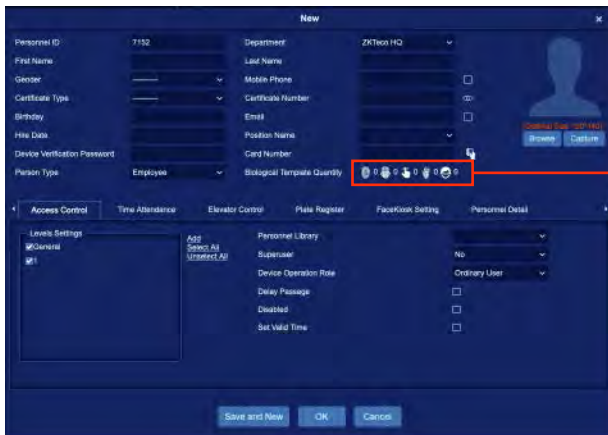 New
Personnel ID 7152 Department ZKTeco HQ
First Name Last Name
Gender -------- Mobile Phone
Certificate Type -------- Certificate Number
Birthday Email
Hire Date Position Name
Browse Capture
Device Verification Password Card Number
Person Type Employee Biological Template Quantity 0 0 0 0 0
Access Control Time Attendance Elevator Control Plate Register FaceKiosk Setting Personnel Detail
Levels Settings
General
1
Add
Select All
Unselect All
Personnel Library
Superuser No
Device Operation Role Ordinary User
Delay Passage
Disabled
Set Valid Time
Save and New OK Cancel